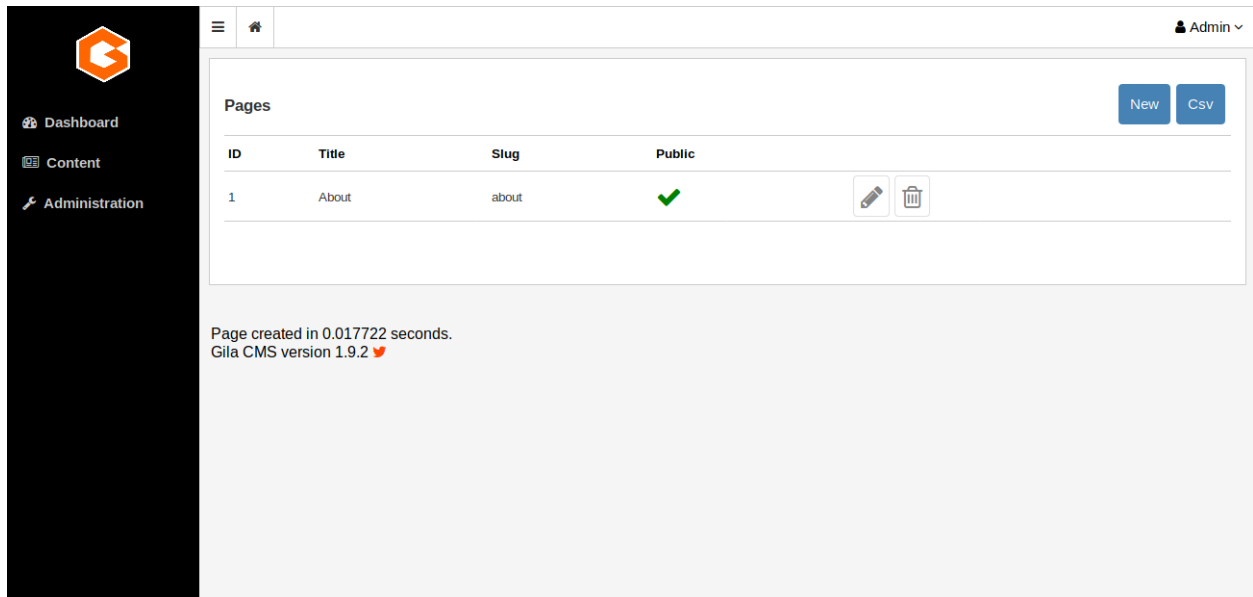 Admin
Dashboard
Content
Administration
Pages
New Csv
ID Title Slug Public
1 About about
Page created in 0.017722 seconds.
Gila CMS version 1.9.2